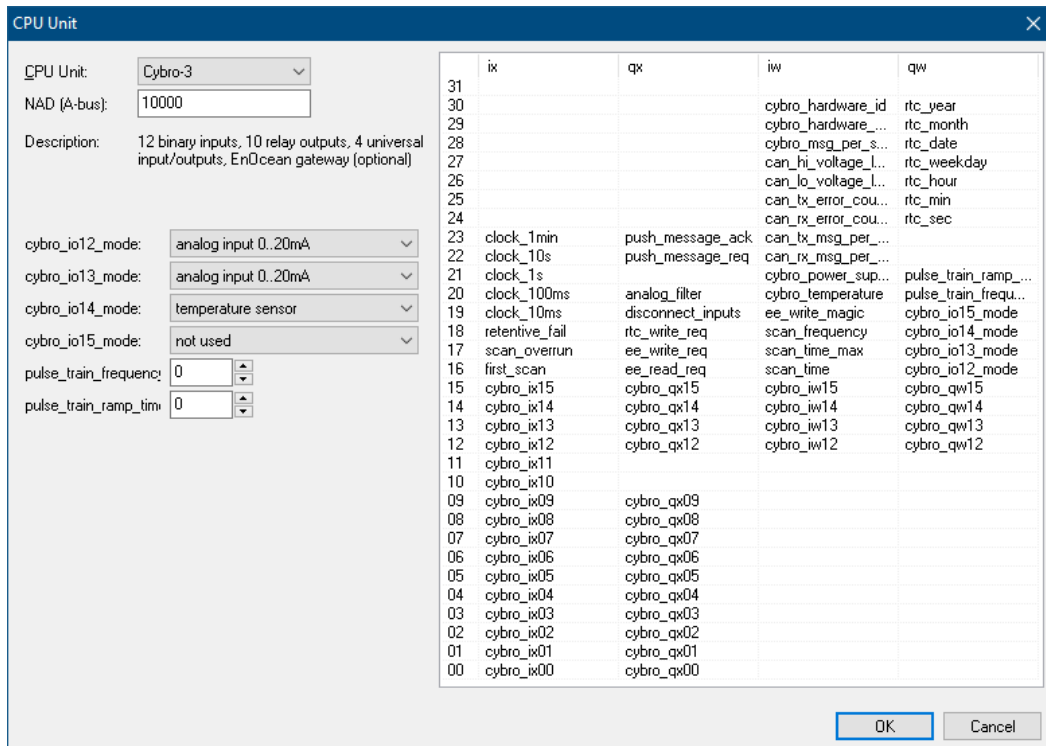 CPU Unit
CPU Unit: Cybro-3
NAD (A-bus): 10000
Description: 12 binary inputs, 10 relay outputs, 4 universal
input/outputs, EnOcean gateway (optional)
cybro_io12_mode: analog input 0..20mA
cybro_io13_mode: analog input 0..20mA
cybro_io14_mode: temperature sensor
cybro_io15_mode: not used
pulse_train_frequency 0
pulse_train_ramp_time 0
ix qx iw qw
31
30 cybro_hardware_id rtc_year
29 cybro_hardware_... rtc_month
28 cybro_msg_per_s... rtc_date
27 can_hi_voltage_l... rtc_weekday
26 can_lo_voltage_l... rtc_hour
25 can_tx_error_cou... rtc_min
24 can_rx_error_cou... rtc_sec
23 clock_1min push_message_ack can_tx_msg_per_...
22 clock_10s push_message_req can_rx_msg_per_...
21 clock_1s cybro_power_sup... pulse_train_ramp_...
20 clock_100ms analog_filter cybro_temperature pulse_train_frequ...
19 clock_10ms disconnect_inputs ee_write_magic cybro_io15_mode
18 retentive_fail rtc_write_req scan_frequency cybro_io14_mode
17 scan_overrun ee_write_req scan_time_max cybro_io13_mode
16 first_scan ee_read_req scan_time cybro_io12_mode
15 cybro_ix15 cybro_qx15 cybro_iw15 cybro_qw15
14 cybro_ix14 cybro_qx14 cybro_iw14 cybro_qw14
13 cybro_ix13 cybro_qx13 cybro_iw13 cybro_qw13
12 cybro_ix12 cybro_qx12 cybro_iw12 cybro_qw12
11 cybro_ix11
10 cybro_ix10
09 cybro_ix09 cybro_qx09
08 cybro_ix08 cybro_qx08
07 cybro_ix07 cybro_qx07
06 cybro_ix06 cybro_qx06
05 cybro_ix05 cybro_qx05
04 cybro_ix04 cybro_qx04
03 cybro_ix03 cybro_qx03
02 cybro_ix02 cybro_qx02
01 cybro_ix01 cybro_qx01
00 cybro_ix00 cybro_qx00
OK Cancel